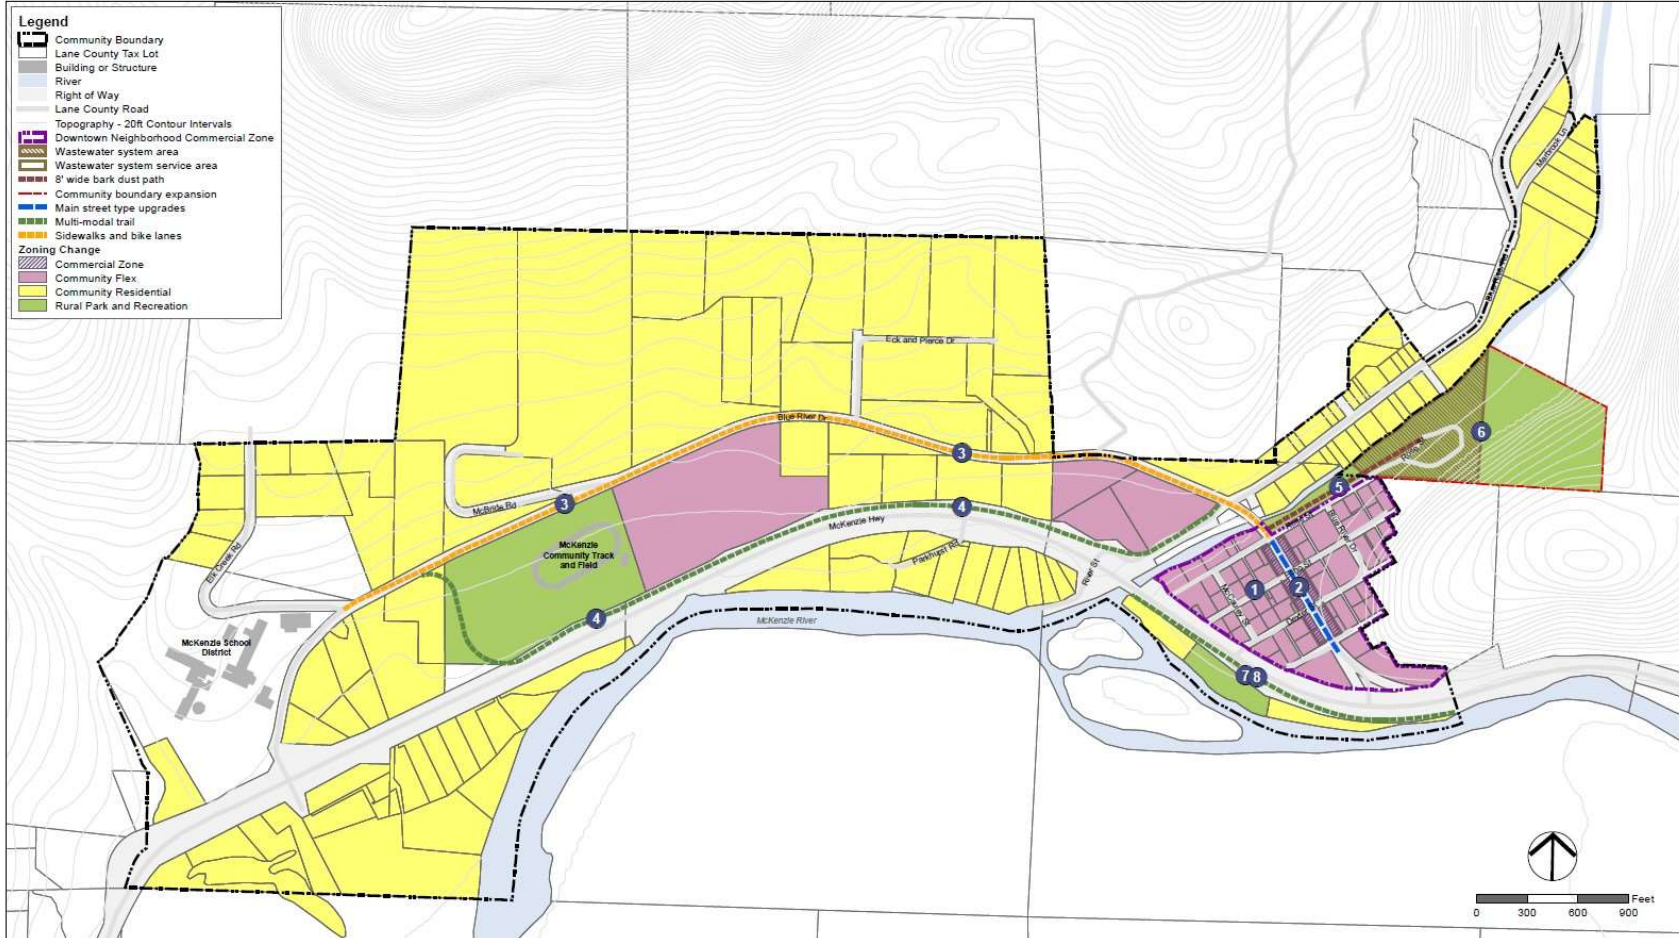 Legend
Community Boundary
Lane County Tax Lot
Building or Structure
River
Right of Way
Lane County Road
Topography - 20ft Contour Intervals
Downtown Neighborhood Commercial Zone
Wastewater system area
Wastewater system service area
8' wide bark dust path
Community boundary expansion
Main street type upgrades
Multi-modal trail
Sidewalks and bike lanes
Zoning Change
Commercial Zone
Community Flex
Community Residential
Rural Park and Recreation
Marbrook Ln
Eck and Pierce Dr
Blue River Dr
6
3
5
3
McBride Rd
4
McKenzie Hwy
Blue River Dr
McKenzie
Community Track
and Field
Parkhurst Rd
Elk Creek Rd
River St
1
2
4
McKenzie River
McKenzie School
District
7
8
Feet
0
300
600
900